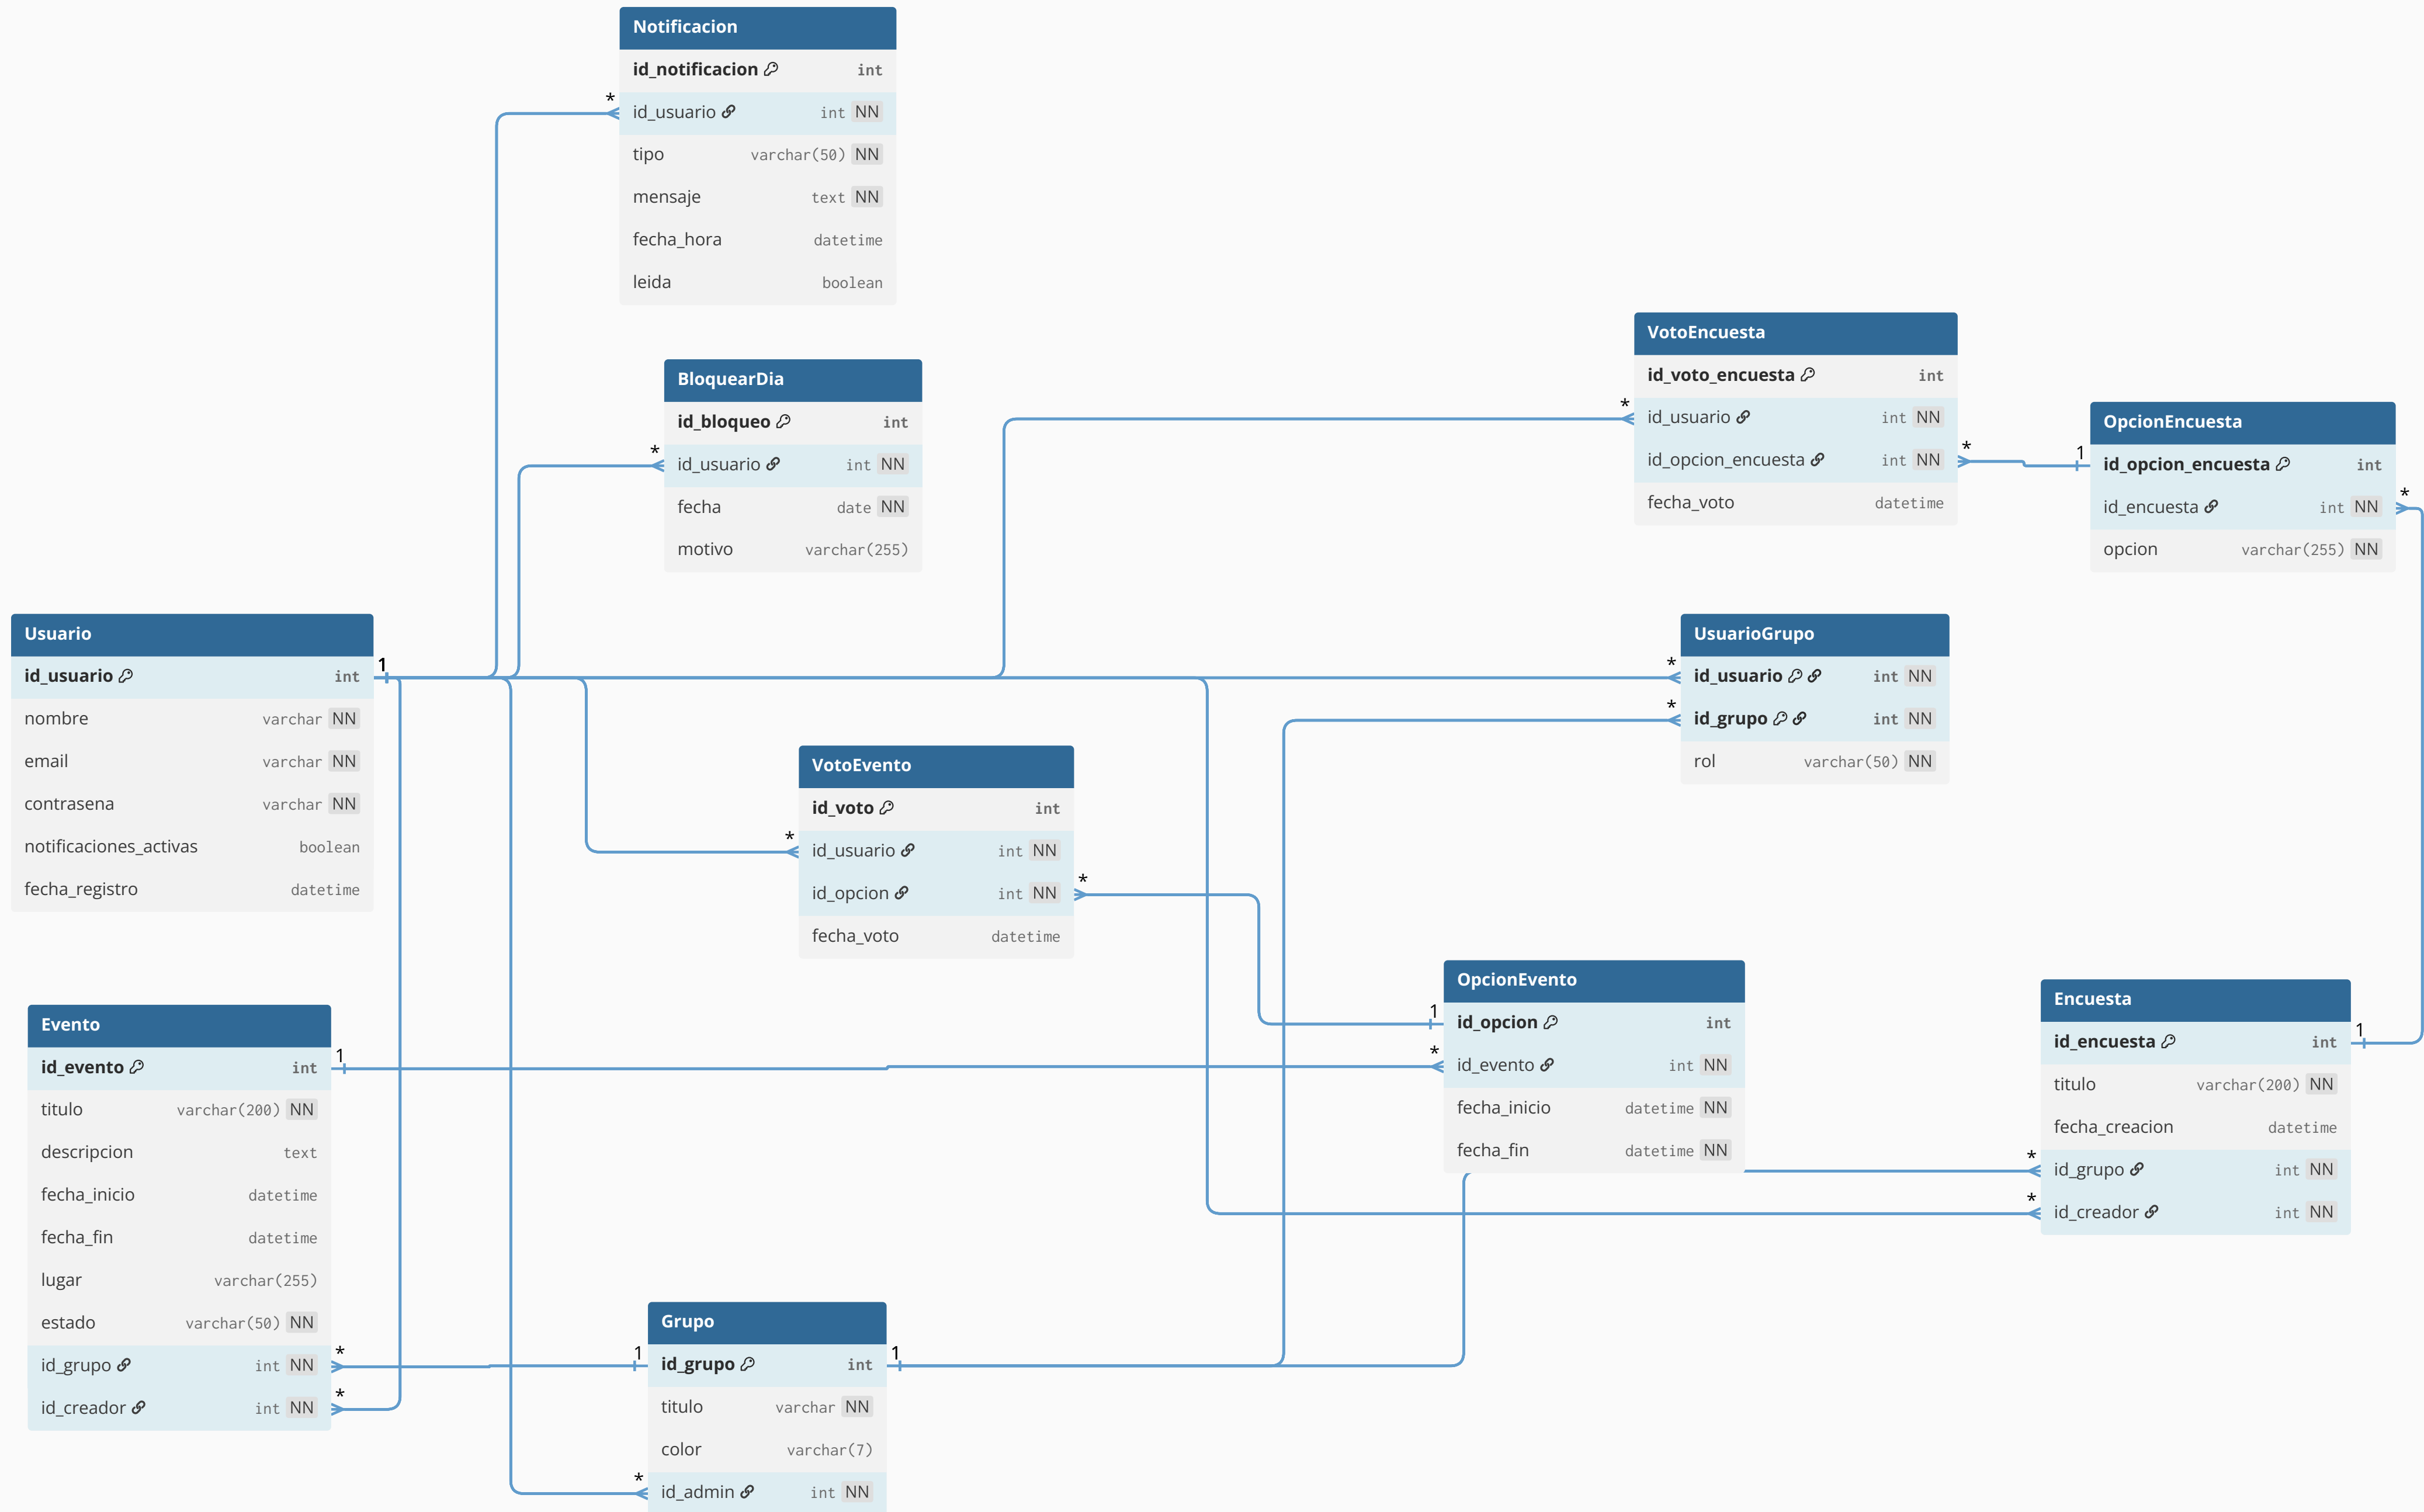 Notificacion
id_notificacion int
* id_usuario int NN
tipo varchar(50) NN
mensaje text NN
fecha_hora datetime
leida boolean
BloquearDia
id_bloqueo int
* id_usuario int NN
fecha date NN
motivo varchar(255)
VotoEncuesta
id_voto_encuesta int
* id_usuario int NN
id_opcion_encuesta int NN *
fecha_voto datetime
OpcionEncuesta
1 id_opcion_encuesta int
id_encuesta int NN *
opcion varchar(255) NN
Usuario
id_usuario int 1
nombre varchar NN
email varchar NN
contrasena varchar NN
notificaciones_activas boolean
fecha_registro datetime
UsuarioGrupo
* id_usuario int NN
* id_grupo int NN
rol varchar(50) NN
VotoEvento
id_voto int
* id_usuario int NN
id_opcion int NN *
fecha_voto datetime
OpcionEvento
1 id_opcion int
* id_evento int NN
fecha_inicio datetime NN
fecha_fin datetime NN
Encuesta
id_encuesta int 1
titulo varchar(200) NN
fecha_creacion datetime
* id_grupo int NN
* id_creador int NN
Evento
id_evento int 1
titulo varchar(200) NN
descripcion text
fecha_inicio datetime
fecha_fin datetime
lugar varchar(255)
estado varchar(50) NN
id_grupo int NN *
id_creador int NN *
Grupo
1 id_grupo int 1
titulo varchar NN
color varchar(7)
* id_admin int NN